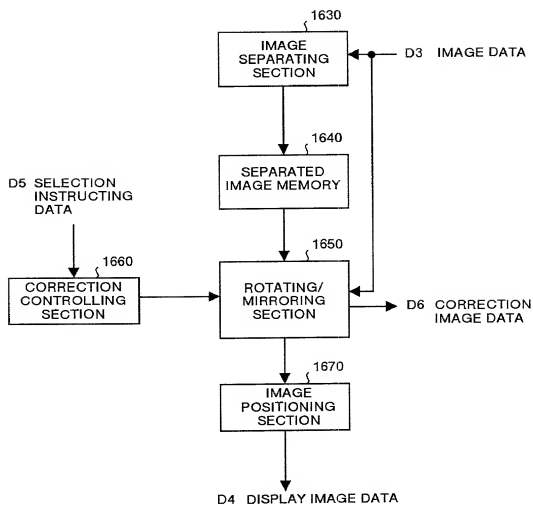 1630
IMAGE
SEPARATING
SECTION
D3 IMAGE DATA
1640
SEPARATED
IMAGE MEMORY
D5 SELECTION
INSTRUCTING
DATA
1650
1660
CORRECTION
CONTROLLING
SECTION
ROTATING/
MIRRORING
SECTION
D6 CORRECTION
IMAGE DATA
1670
IMAGE
POSITIONING
SECTION
D4 DISPLAY IMAGE DATA